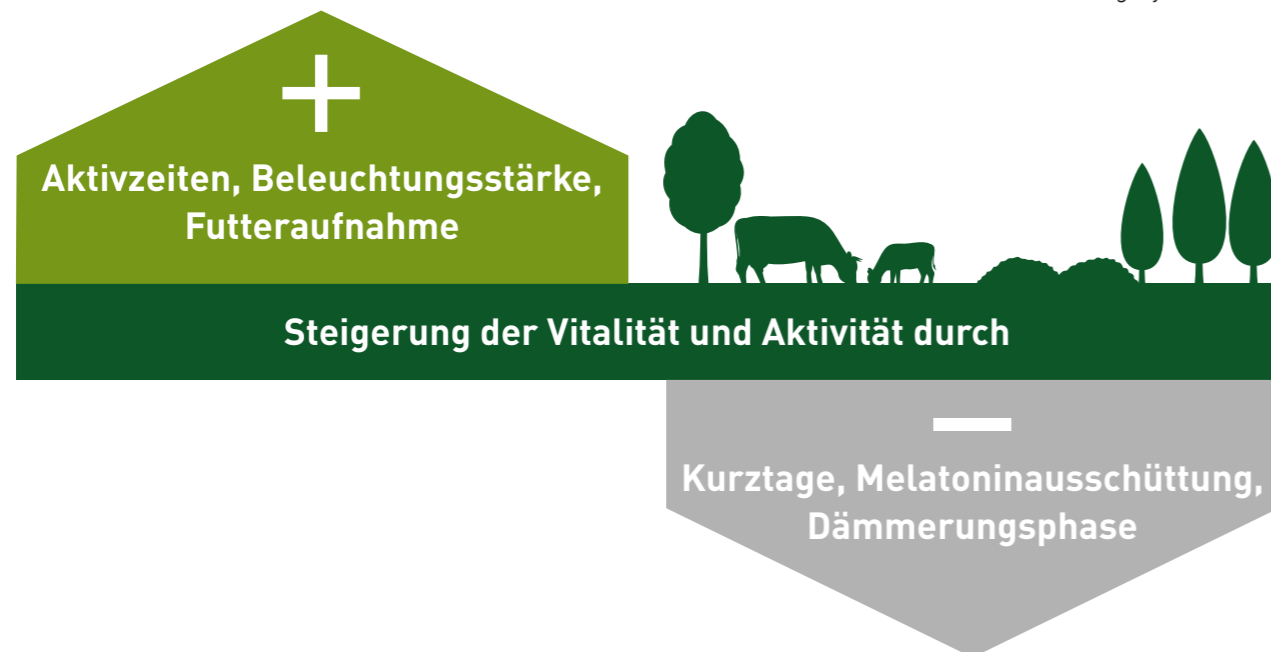 +
Aktivzeiten, Beleuchtungsstärke,
Futteraufnahme
Steigerung der Vitalität und Aktivität durch
–
Kurztage, Melatoninausschüttung,
Dämmerungsphase